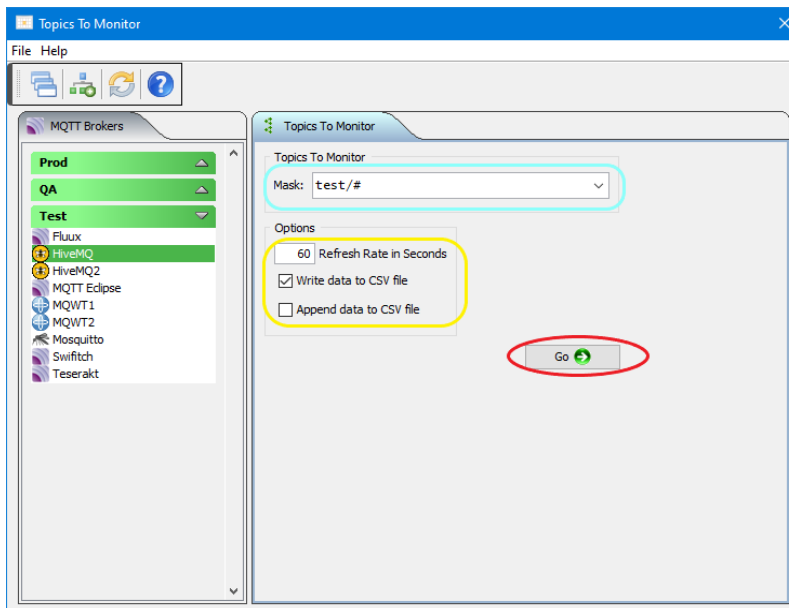 Topics To Monitor
File Help
MQTT Brokers
Prod
QA
Test
Fluux
HiveMQ
HiveMQ2
MQTT Eclipse
MQWT1
MQWT2
Mosquitto
Swifitch
Teserakt
Topics To Monitor
Topics To Monitor
Mask: test/#
Options
60 Refresh Rate in Seconds
Write data to CSV file
Append data to CSV file
Go